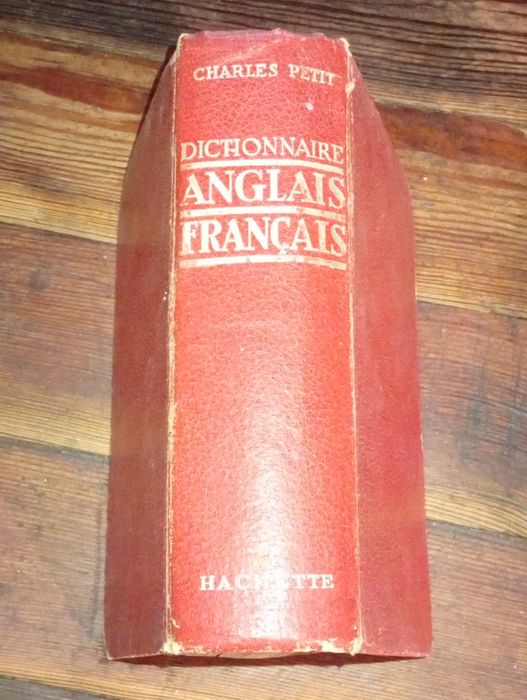 CHARLES PETIT
DICTIONNAIRE
ANGLAIS
FRANÇAIS
HACHETTE